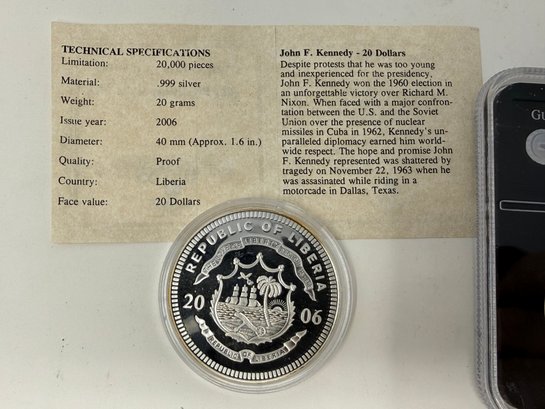 TECHNICAL SPECIFICATIONS
Limitation: 20,000 pieces
Material: .999 silver
Weight: 20 grams
Issue year: 2006
Diameter: 40 mm (Approx. 1.6 in.)
Quality: Proof
Country: Liberia
Face value: 20 Dollars
John F. Kennedy - 20 Dollars
Despite protests that he was too young
and inexperienced for the presidency,
John F. Kennedy won the 1960 election in
an unforgettable victory over Richard M.
Nixon. When faced with a major confron-
tation between the U.S. and the Soviet
Union over the presence of nuclear
missiles in Cuba in 1962, Kennedy's un-
paralleled diplomacy earned him world-
wide respect. The hope and promise John
F. Kennedy represented was shattered by
tragedy on November 22, 1963 when he
was assasinated while riding in a
motorcade in Dallas, Texas.
REPUBLIC OF LIBERIA
LIBERTY
2006
REPUBLIC OF LIBERIA